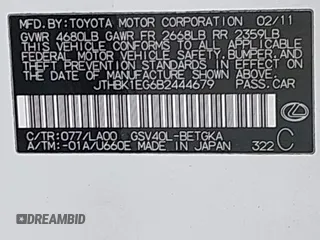 MFD.BY:TOYOTA MOTOR CORPORATION 02/11
GVWR 4680LB GAWR FR 2668LB RR 2359LB
THIS VEHICLE CONFORMS TO ALL APPLICABLE
FEDERAL MOTOR VEHICLE SAFETY, BUMPER, AND
THEFT PREVENTION STANDARDS IN EFFECT ON
THE DATE OF MANUFACTURE SHOWN ABOVE.
JTHBK1EG6B2444679 PASS.CAR
C/TR:077/LA00 GSV40L-BETGKA C
A/TM:-01A/U660E MADE IN JAPAN 322
DREAMBID